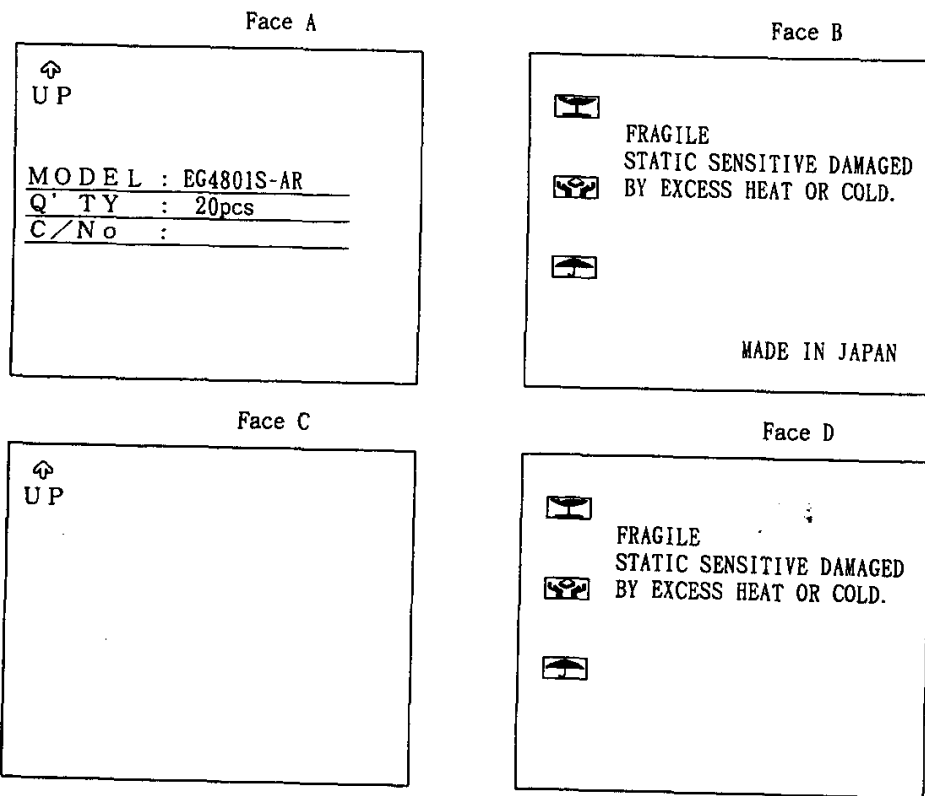 Face A
UP
MODEL : EG4801S-AR
Q'TY : 20pcs
C/No :
Face B
FRAGILE
STATIC SENSITIVE DAMAGED
BY EXCESS HEAT OR COLD.
MADE IN JAPAN
Face C
UP
Face D
FRAGILE
STATIC SENSITIVE DAMAGED
BY EXCESS HEAT OR COLD.